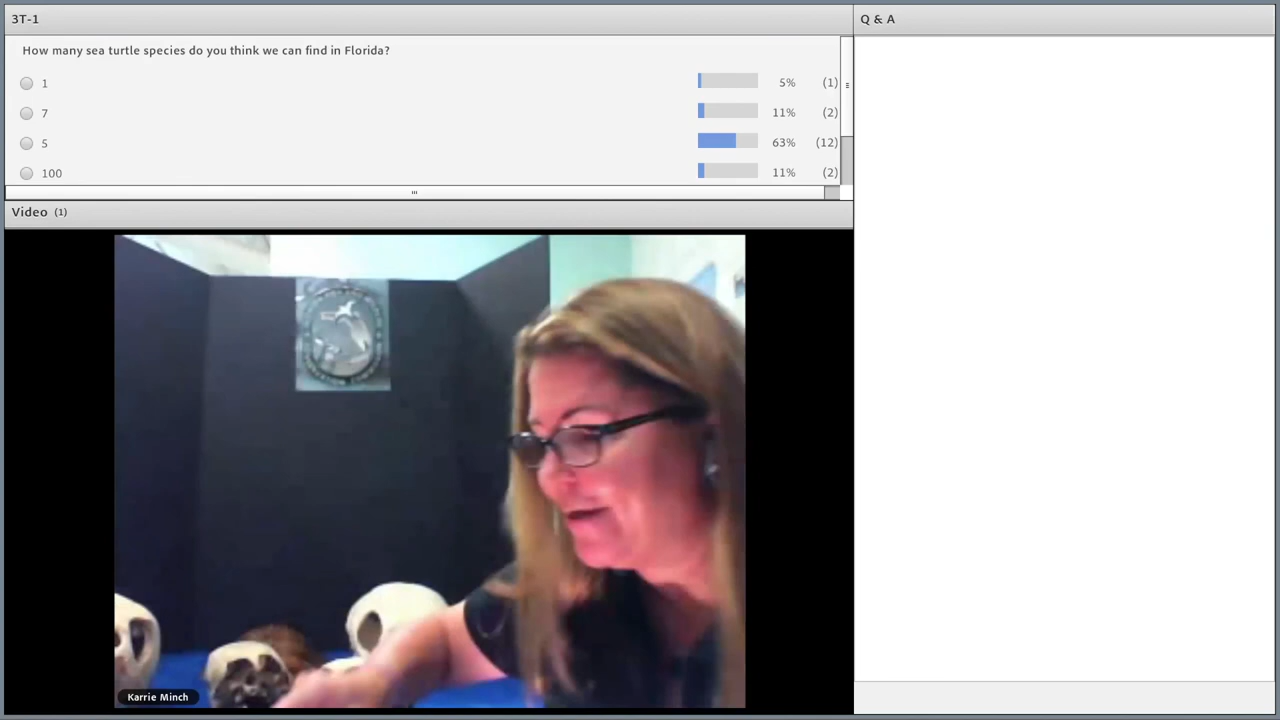 3T-1
How many sea turtle species do you think we can find in Florida?
1 5% (1)
7 11% (2)
5 63% (12)
100 11% (2)
Video (1)
Karrie Minch
Q & A